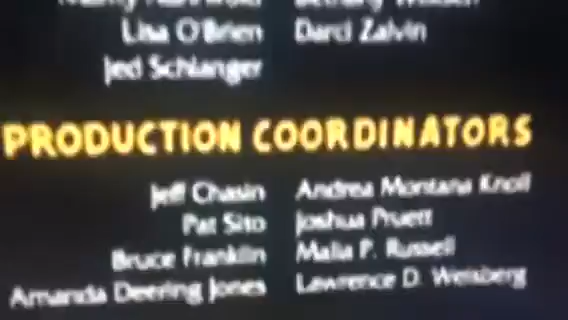 Lisa O'Brien Darci Zalvin
Jed Schlanger
PRODUCTION COORDINATORS
Jeff Chasin Andrea Montana Knoll
Pat Sito Joshua Pruett
Bruce Franklin Malia P. Russell
Amanda Deering Jones Lawrence D. Weisberg